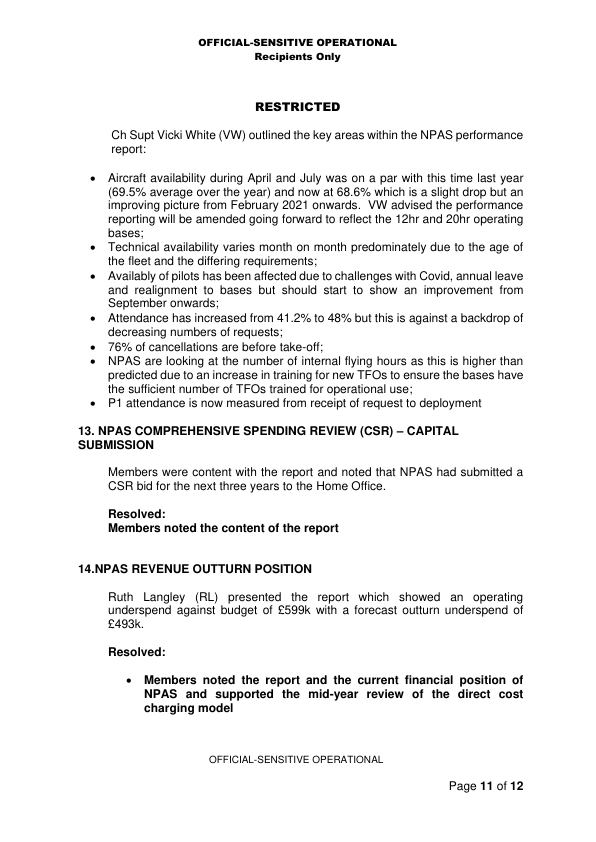 OFFICIAL-SENSITIVE OPERATIONAL
Recipients Only
RESTRICTED
Ch Supt Vicki White (VW) outlined the key areas within the NPAS performance
report:
• Aircraft availability during April and July was on a par with this time last year
(69.5% average over the year) and now at 68.6% which is a slight drop but an
improving picture from February 2021 onwards. VW advised the performance
reporting will be amended going forward to reflect the 12hr and 20hr operating
bases;
• Technical availability varies month on month predominately due to the age of
the fleet and the differing requirements;
• Availably of pilots has been affected due to challenges with Covid, annual leave
and realignment to bases but should start to show an improvement from
September onwards;
• Attendance has increased from 41.2% to 48% but this is against a backdrop of
decreasing numbers of requests;
• 76% of cancellations are before take-off;
• NPAS are looking at the number of internal flying hours as this is higher than
predicted due to an increase in training for new TFOs to ensure the bases have
the sufficient number of TFOs trained for operational use;
• P1 attendance is now measured from receipt of request to deployment
13. NPAS COMPREHENSIVE SPENDING REVIEW (CSR) – CAPITAL
SUBMISSION
Members were content with the report and noted that NPAS had submitted a
CSR bid for the next three years to the Home Office.
Resolved:
Members noted the content of the report
14.NPAS REVENUE OUTTURN POSITION
Ruth Langley (RL) presented the report which showed an operating
underspend against budget of £599k with a forecast outturn underspend of
£493k.
Resolved:
• Members noted the report and the current financial position of
NPAS and supported the mid-year review of the direct cost
charging model
OFFICIAL-SENSITIVE OPERATIONAL
Page 11 of 12